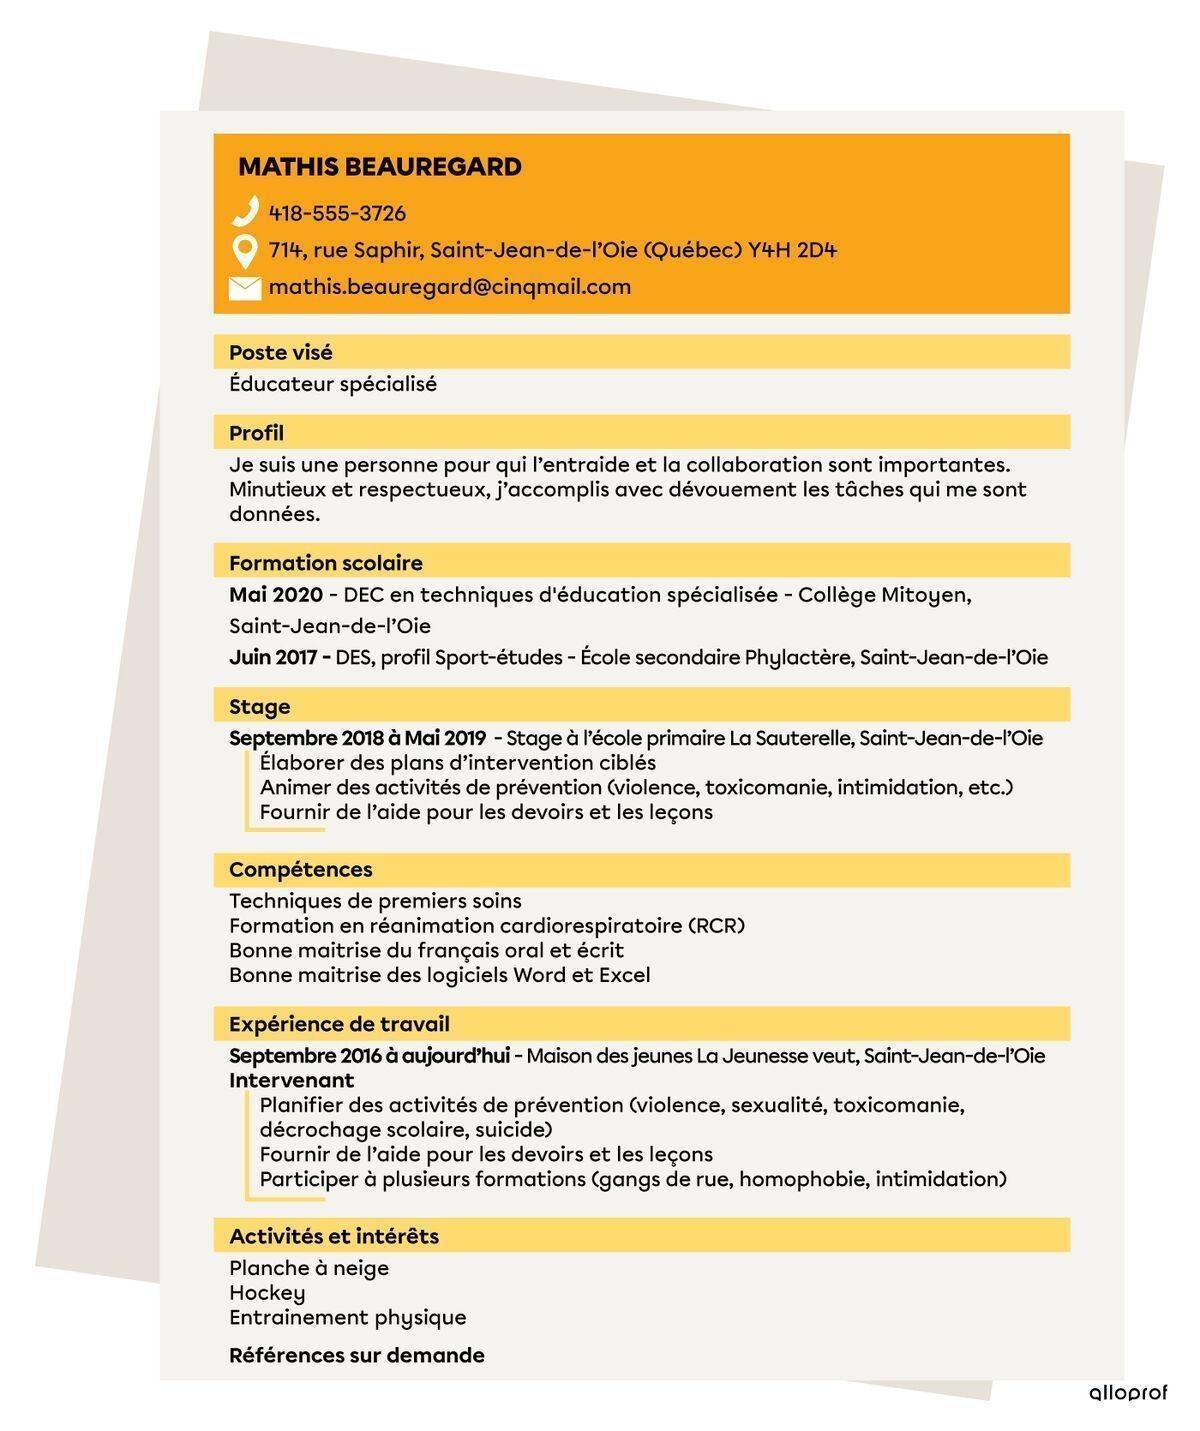 MATHIS BEAUREGARD
418-555-3726
714, rue Saphir, Saint-Jean-de-l’Oie (Québec) Y4H 2D4
mathis.beauregard@cinqmail.com
Poste visé
Éducateur spécialisé
Profil
Je suis une personne pour qui l’entraide et la collaboration sont importantes.
Minutieux et respectueux, j’accomplis avec dévouement les tâches qui me sont
données.
Formation scolaire
Mai 2020 - DEC en techniques d'éducation spécialisée - Collège Mitoyen,
Saint-Jean-de-l’Oie
Juin 2017 - DES, profil Sport-études - École secondaire Phylactère, Saint-Jean-de-l’Oie
Stage
Septembre 2018 à Mai 2019 - Stage à l’école primaire La Sauterelle, Saint-Jean-de-l’Oie
Élaborer des plans d’intervention ciblés
Animer des activités de prévention (violence, toxicomanie, intimidation, etc.)
Fournir de l’aide pour les devoirs et les leçons
Compétences
Techniques de premiers soins
Formation en réanimation cardiorespiratoire (RCR)
Bonne maitrise du français oral et écrit
Bonne maitrise des logiciels Word et Excel
Expérience de travail
Septembre 2016 à aujourd’hui - Maison des jeunes La Jeunesse veut, Saint-Jean-de-l’Oie
Intervenant
Planifier des activités de prévention (violence, sexualité, toxicomanie,
décrochage scolaire, suicide)
Fournir de l’aide pour les devoirs et les leçons
Participer à plusieurs formations (gangs de rue, homophobie, intimidation)
Activités et intérêts
Planche à neige
Hockey
Entrainement physique
Références sur demande
alloprof